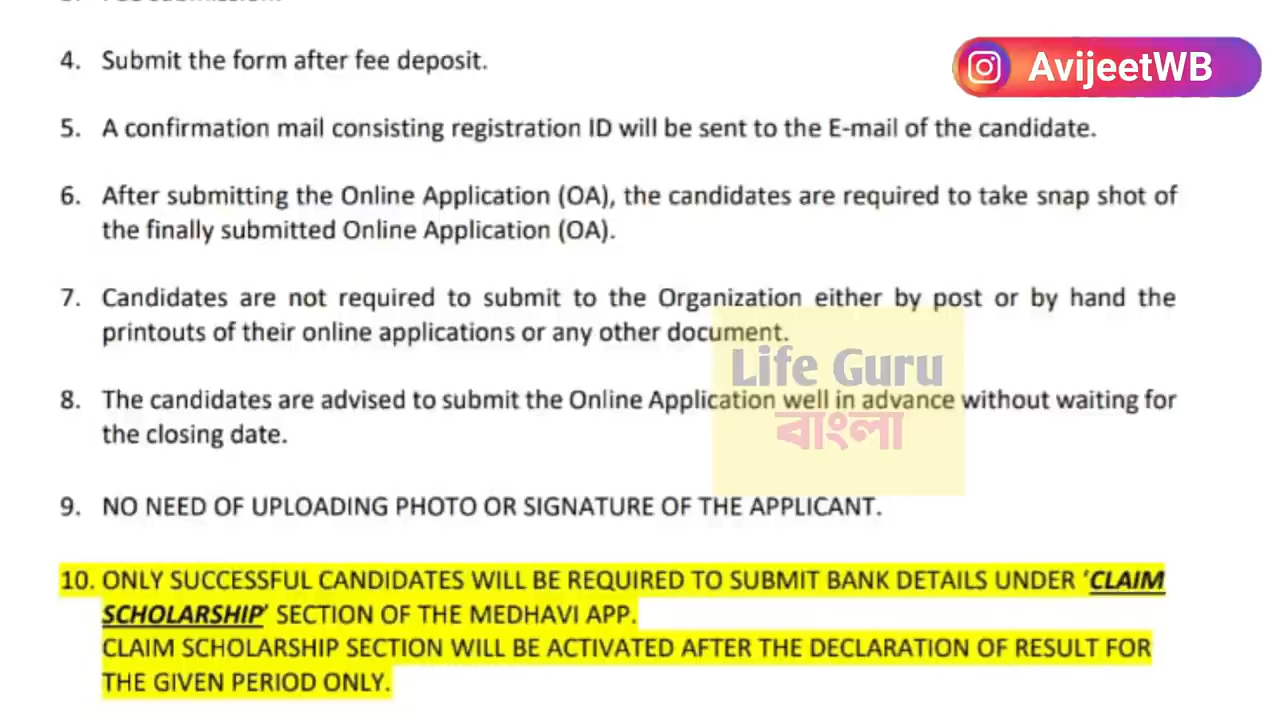 4. Submit the form after fee deposit.
AvijeetWB
5. A confirmation mail consisting registration ID will be sent to the E-mail of the candidate.
6. After submitting the Online Application (OA), the candidates are required to take snap shot of
the finally submitted Online Application (OA).
7. Candidates are not required to submit to the Organization either by post or by hand the
printouts of their online applications or any other document.
Life Guru
বাংলা
8. The candidates are advised to submit the Online Application well in advance without waiting for
the closing date.
9. NO NEED OF UPLOADING PHOTO OR SIGNATURE OF THE APPLICANT.
10. ONLY SUCCESSFUL CANDIDATES WILL BE REQUIRED TO SUBMIT BANK DETAILS UNDER ‘CLAIM
SCHOLARSHIP’ SECTION OF THE MEDHAVI APP.
CLAIM SCHOLARSHIP SECTION WILL BE ACTIVATED AFTER THE DECLARATION OF RESULT FOR
THE GIVEN PERIOD ONLY.